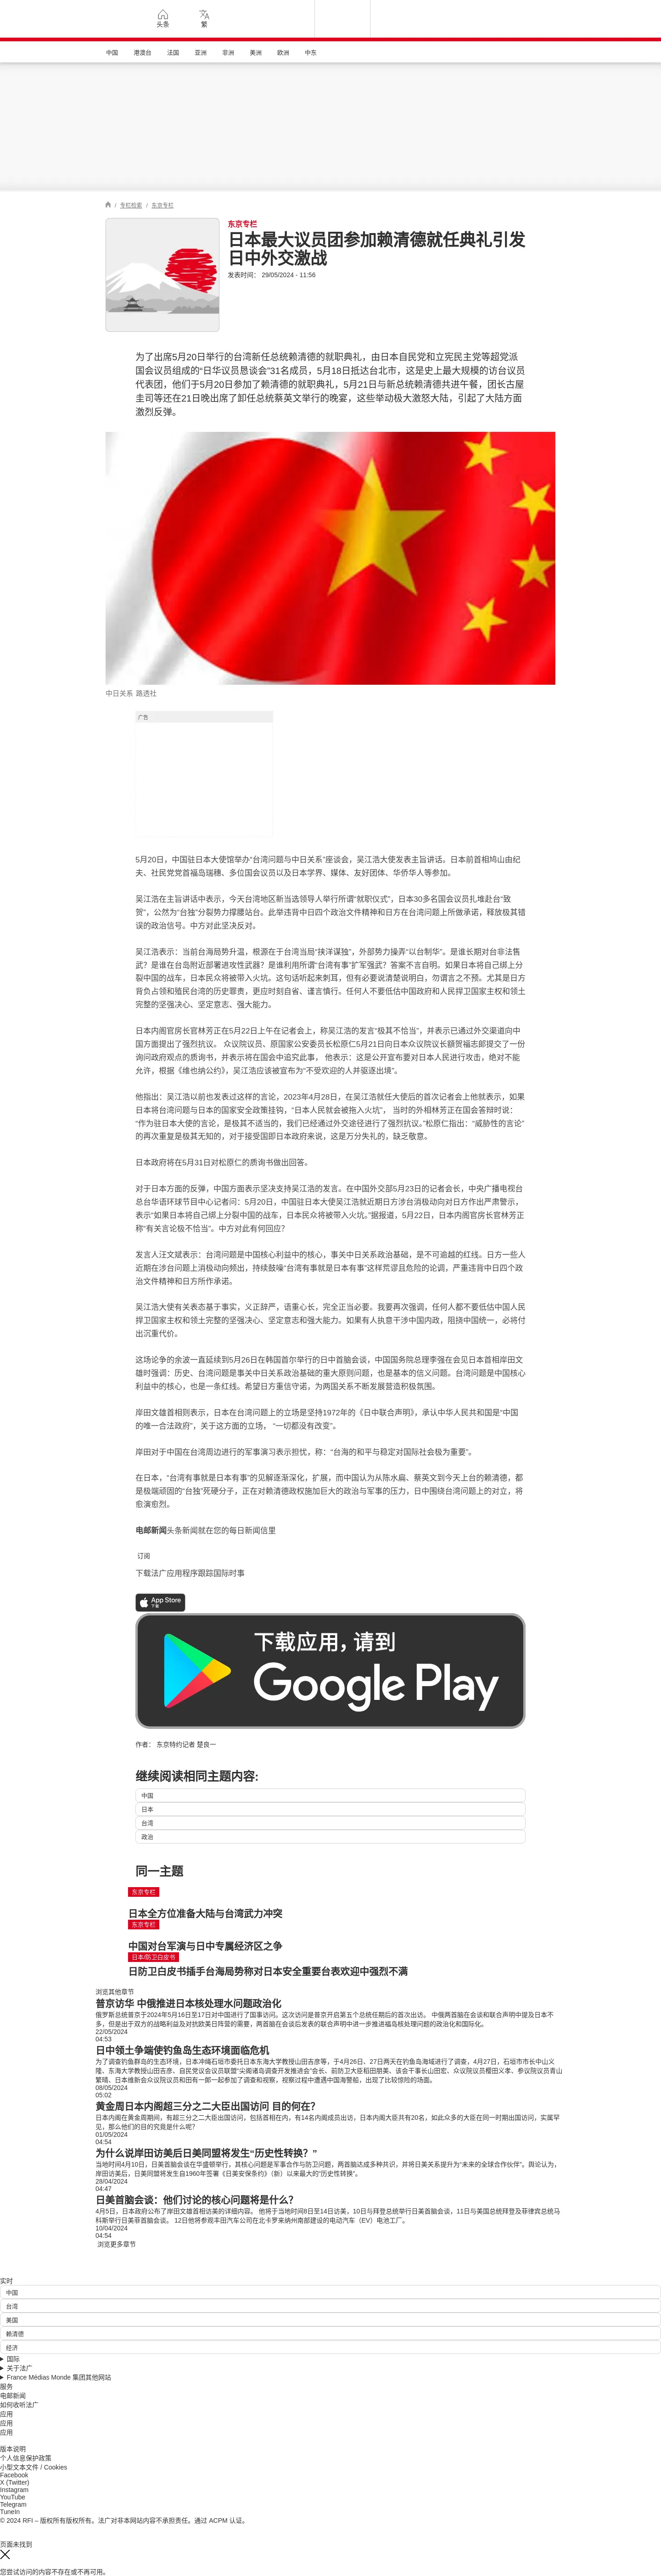 头条
繁
中国 港澳台 法国 亚洲 非洲 美洲 欧洲 中东
/ 专栏检索 / 东京专栏
东京专栏
日本最大议员团参加赖清德就任典礼引发
日中外交激战
发表时间： 29/05/2024 - 11:56
为了出席5月20日举行的台湾新任总统赖清德的就职典礼，由日本自民党和立宪民主党等超党派
国会议员组成的“日华议员恳谈会”31名成员，5月18日抵达台北市，这是史上最大规模的访台议员
代表团，他们于5月20日参加了赖清德的就职典礼，5月21日与新总统赖清德共进午餐，团长古屋
圭司等还在21日晚出席了卸任总统蔡英文举行的晚宴，这些举动极大激怒大陆，引起了大陆方面
激烈反弹。
中日关系 路透社
广告
5月20日，中国驻日本大使馆举办“台湾问题与中日关系”座谈会，吴江浩大使发表主旨讲话。日本前首相鸠山由纪
夫、社民党党首福岛瑞穗、多位国会议员以及日本学界、媒体、友好团体、华侨华人等参加。
吴江浩在主旨讲话中表示，今天台湾地区新当选领导人举行所谓“就职仪式”，日本30多名国会议员扎堆赴台“致
贺”，公然为“台独”分裂势力撑腰站台。此举违背中日四个政治文件精神和日方在台湾问题上所做承诺，释放极其错
误的政治信号。中方对此坚决反对。
吴江浩表示：当前台海局势升温，根源在于台湾当局“挟洋谋独”，外部势力操弄“以台制华”。是谁长期对台非法售
武？是谁在台岛附近部署进攻性武器？是谁利用所谓“台湾有事”扩军强武？答案不言自明。如果日本将自己绑上分
裂中国的战车，日本民众将被带入火坑。这句话听起来刺耳，但有必要说清楚说明白，勿谓言之不预。尤其是日方
背负占领和殖民台湾的历史罪责，更应时刻自省、谨言慎行。任何人不要低估中国政府和人民捍卫国家主权和领土
完整的坚强决心、坚定意志、强大能力。
日本内阁官房长官林芳正在5月22日上午在记者会上，称吴江浩的发言“极其不恰当”，并表示已通过外交渠道向中
国方面提出了强烈抗议。 众议院议员、原国家公安委员长松原仁5月21日向日本众议院议长额贺福志郎提交了一份
询问政府观点的质询书，并表示将在国会中追究此事， 他表示：这是公开宣布要对日本人民进行攻击，绝对不能
允许，根据《维也纳公约》，吴江浩应该被宣布为“不受欢迎的人并驱逐出境”。
他指出：吴江浩以前也发表过这样的言论，2023年4月28日，在吴江浩就任大使后的首次记者会上他就表示，如果
日本将台湾问题与日本的国家安全政策挂钩，“日本人民就会被拖入火坑”， 当时的外相林芳正在国会答辩时说：
“作为驻日本大使的言论，是极其不适当的，我们已经通过外交途径进行了强烈抗议。”松原仁指出：“威胁性的言论”
的再次重复是极其无知的，对于接受国即日本政府来说，这是万分失礼的，缺乏敬意。
日本政府将在5月31日对松原仁的质询书做出回答。
对于日本方面的反弹，中国方面表示坚决支持吴江浩的发言。在中国外交部5月23日的记者会长，中央广播电视台
总台华语环球节目中心记者问：5月20日，中国驻日本大使吴江浩就近期日方涉台消极动向对日方作出严肃警示，
表示“如果日本将自己绑上分裂中国的战车，日本民众将被带入火坑。”据报道，5月22日，日本内阁官房长官林芳正
称“有关言论极不恰当”。中方对此有何回应？
发言人汪文斌表示：台湾问题是中国核心利益中的核心，事关中日关系政治基础，是不可逾越的红线。日方一些人
近期在涉台问题上消极动向频出，持续鼓噪“台湾有事就是日本有事”这样荒谬且危险的论调，严重违背中日四个政
治文件精神和日方所作承诺。
吴江浩大使有关表态基于事实，义正辞严，语重心长，完全正当必要。我要再次强调，任何人都不要低估中国人民
捍卫国家主权和领土完整的坚强决心、坚定意志和强大能力。如果有人执意干涉中国内政，阻挠中国统一，必将付
出沉重代价。
这场论争的余波一直延续到5月26日在韩国首尔举行的日中首脑会谈，中国国务院总理李强在会见日本首相岸田文
雄时强调：历史、台湾问题是事关中日关系政治基础的重大原则问题，也是基本的信义问题。台湾问题是中国核心
利益中的核心，也是一条红线。希望日方重信守诺，为两国关系不断发展营造积极氛围。
岸田文雄首相则表示，日本在台湾问题上的立场是坚持1972年的《日中联合声明》，承认中华人民共和国是“中国
的唯一合法政府”，关于这方面的立场，“一切都没有改变”。
岸田对于中国在台湾周边进行的军事演习表示担忧，称：“台海的和平与稳定对国际社会极为重要”。
在日本，“台湾有事就是日本有事”的见解逐渐深化，扩展，而中国认为从陈水扁、蔡英文到今天上台的赖清德，都
是极端顽固的“台独”死硬分子，正在对赖清德政权施加巨大的政治与军事的压力，日中围绕台湾问题上的对立，将
愈演愈烈。
电邮新闻头条新闻就在您的每日新闻信里
订阅
下载法广应用程序跟踪国际时事
App Store
下载
下载应用，请到
Google Play
作者： 东京特约记者 楚良一
继续阅读相同主题内容:
中国
日本
台湾
政治
同一主题
东京专栏
日本全方位准备大陆与台湾武力冲突
东京专栏
中国对台军演与日中专属经济区之争
日本/防卫白皮书
日防卫白皮书插手台海局势称对日本安全重要台表欢迎中强烈不满
浏览其他章节
普京访华 中俄推进日本核处理水问题政治化
俄罗斯总统普京于2024年5月16日至17日对中国进行了国事访问。这次访问是普京开启第五个总统任期后的首次出访。 中俄两首脑在会谈和联合声明中提及日本不
多，但是出于双方的战略利益及对抗欧美日阵营的需要，两首脑在会谈后发表的联合声明中进一步推进福岛核处理问题的政治化和国际化。
22/05/2024
04:53
日中领土争端使钓鱼岛生态环境面临危机
为了调查钓鱼群岛的生态环境，日本冲绳石垣市委托日本东海大学教授山田吉彦等，于4月26日、27日两天在钓鱼岛海域进行了调查，4月27日，石垣市市长中山义
隆、东海大学教授山田吉彦、自民党议会议员联盟“尖阁诸岛调查开发推进会”会长、前防卫大臣稻田朋美、该会干事长山田宏、众议院议员樱田义孝、参议院议员青山
繁晴、日本维新会众议院议员和田有一郎一起参加了调查和视察，视察过程中遭遇中国海警船，出现了比较惊险的场面。
08/05/2024
05:02
黄金周日本内阁超三分之二大臣出国访问 目的何在？
日本内阁在黄金周期间，有超三分之二大臣出国访问，包括首相在内，有14名内阁成员出访，日本内阁大臣共有20名，如此众多的大臣在同一时期出国访问，实属罕
见，那么他们的目的究竟是什么呢？
01/05/2024
04:54
为什么说岸田访美后日美同盟将发生“历史性转换？”
当地时间4月10日，日美首脑会谈在华盛顿举行，其核心问题是军事合作与防卫问题，两首脑达成多种共识，并将日美关系提升为“未来的全球合作伙伴”。舆论认为，
岸田访美后，日美同盟将发生自1960年签署《日美安保条约》（新）以来最大的“历史性转换”。
28/04/2024
04:47
日美首脑会谈：他们讨论的核心问题将是什么？
4月5日，日本政府公布了岸田文雄首相访美的详细内容。 他将于当地时间8日至14日访美，10日与拜登总统举行日美首脑会谈，11日与美国总统拜登及菲律宾总统马
科斯举行日美菲首脑会谈。 12日他将参观丰田汽车公司在北卡罗来纳州南部建设的电动汽车（EV）电池工厂。
10/04/2024
04:54
浏览更多章节
实时
中国
台湾
美国
赖清德
经济
国际
关于法广
France Médias Monde 集团其他网站
服务
电邮新闻
如何收听法广
应用
应用
应用
版本说明
个人信息保护政策
小型文本文件 / Cookies
Facebook
X (Twitter)
Instagram
YouTube
Telegram
TuneIn
© 2024 RFI – 版权所有版权所有。法广对非本网站内容不承担责任。通过 ACPM 认证。
页面未找到
您尝试访问的内容不存在或不再可用。